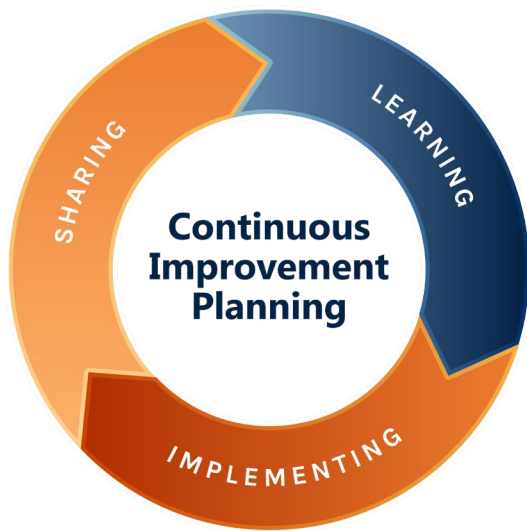 Continuous
Improvement
Planning
LEARNING
IMPLEMENTING
SHARING